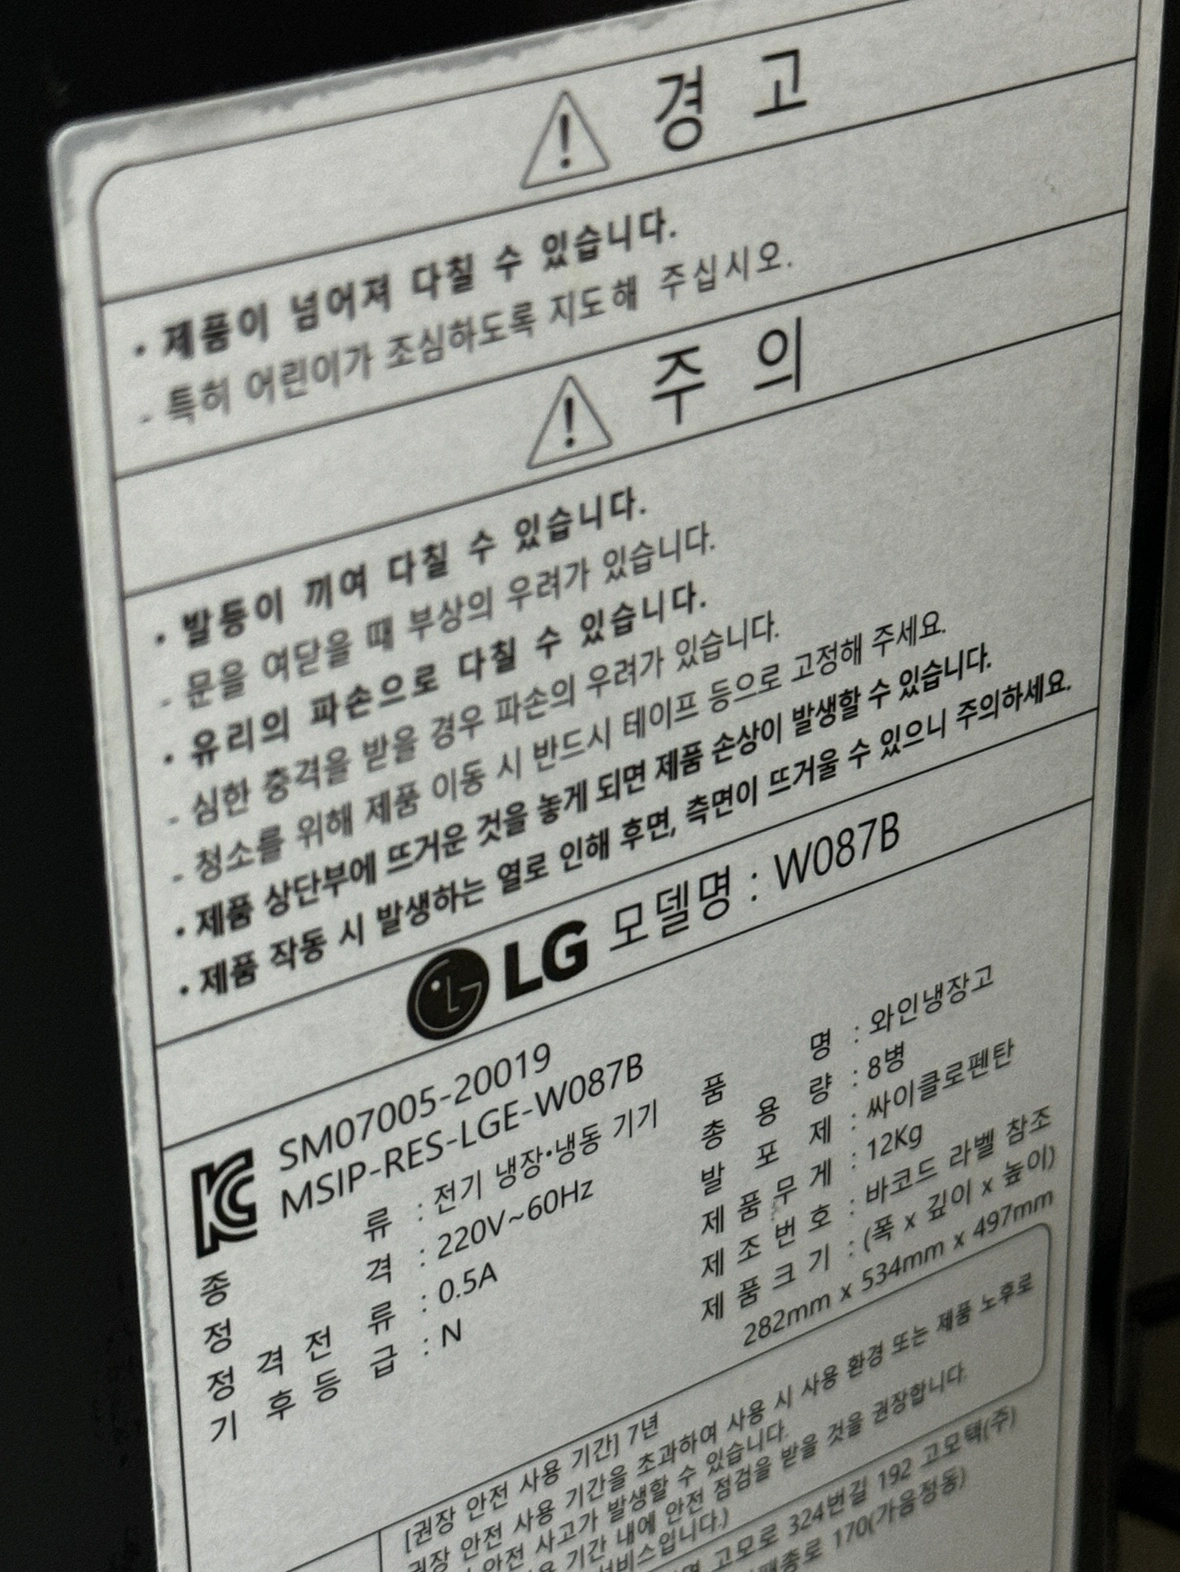 경 고
• 제품이 넘어져 다칠 수 있습니다.
- 특히 어린이가 조심하도록 지도해 주십시오.
주 의
• 발등이 끼여 다칠 수 있습니다.
- 문을 여닫을 때 부상의 우려가 있습니다.
• 유리의 파손으로 다칠 수 있습니다.
- 심한 충격을 받을 경우 파손의 우려가 있습니다.
- 청소를 위해 제품 이동 시 반드시 테이프 등으로 고정해 주세요.
• 제품 상단부에 뜨거운 것을 놓게 되면 제품 손상이 발생할 수 있습니다.
• 제품 작동 시 발생하는 열로 인해 후면, 측면이 뜨거울 수 있으니 주의하세요.
LG 모델명 : W087B
SM07005-20019
MSIP-RES-LGE-W087B
종 류 : 전기 냉장•냉동 기기
정 격 : 220V~60Hz
정 격 전 류 : 0.5A
기 후 등 급 : N
품 명 : 와인냉장고
총 용 량 : 8병
발 포 제 : 싸이클로펜탄
제 품 무 게 : 12Kg
제 조 번 호 : 바코드 라벨 참조
제 품 크 기 : (폭 x 깊이 x 높이)
282mm x 534mm x 497mm
[권장 안전 사용 기간] 7년
권장 안전 사용 기간을 초과하여 사용 시 사용 환경 또는 제품 노후로
안전 사고가 발생할 수 있습니다.
기간 내에 안전 점검을 받을 것을 권장합니다.
고모로 324번길 192 고모텍(주)
170(가음정동)